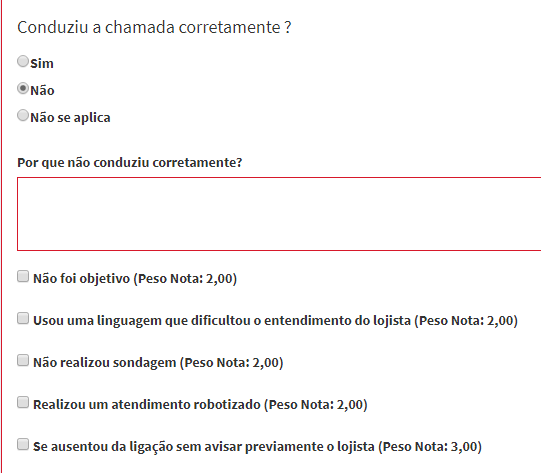 Conduziu a chamada corretamente ?
Sim
Não
Não se aplica
Por que não conduziu corretamente?
Não foi objetivo (Peso Nota: 2,00)
Usou uma linguagem que dificultou o entendimento do lojista (Peso Nota: 2,00)
Não realizou sondagem (Peso Nota: 2,00)
Realizou um atendimento robotizado (Peso Nota: 2,00)
Se ausentou da ligação sem avisar previamente o lojista (Peso Nota: 3,00)